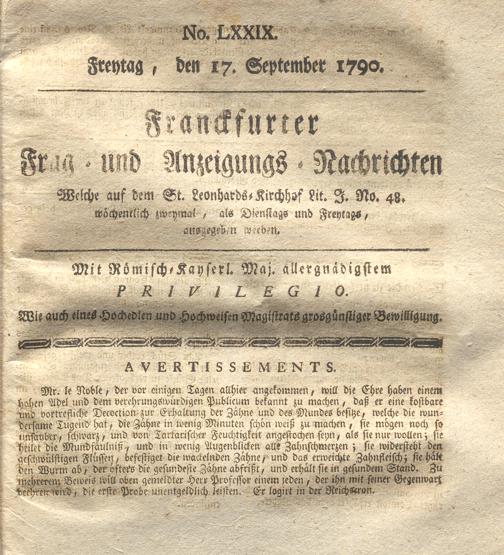 No. LXXIX.
Freytag, den 17. September 1790.
Franckfurter
Frag- und Anzeigungs-Nachrichten
Welche auf dem St. Leonhards-Kirchhof Lit. J. No. 48.
wöchentlich zweymal, als Dienstags und Freytags,
ausgegeben werden.
Mit Römisch-Kayserl. Maj. allergnädigstem
PRIVILEGIO.
Wie auch eines Hochedlen und Hochweisen Magistrats grosgünstiger Bewilligung.
AVERTISSEMENTS.
Mr. le Noble, der vor einigen Tagen allhier angekommen, will die Ehre haben einem
hohen Adel und dem verehrungswürdigen Publicum bekannt zu machen, daß er eine kostbare
und vortrefliche Decoction zur Erhaltung der Zähne und des Mundes besitze, welche die wun-
dersame Tugend hat, die Zähne in wenig Minuten schön weiß zu machen, sie mögen noch so
unsauber, schwarz, und von Tartarischer Feuchtigkeit angestochen seyn, als sie nur wollen; sie
heilet die Mundfäulniß, und in wenig Augenblicken alle Zahnschmerzen; sie widersteht den
geschwülstigen Flüssen, befestiget die wackelnden Zähne, und das erweichte Zahnfleisch; sie hält
den Wurm ab, der öfters die gesundeste Zähne abfrißt, und erhält sie in gesundem Stand. Zu
mehrerem Beweis will oben gemeldter Herr Professor einem jeden, der ihn mit seiner Gegenwart
beehren wird, die erste Probe unentgeldlich leisten. Er logirt in der Reichscron.